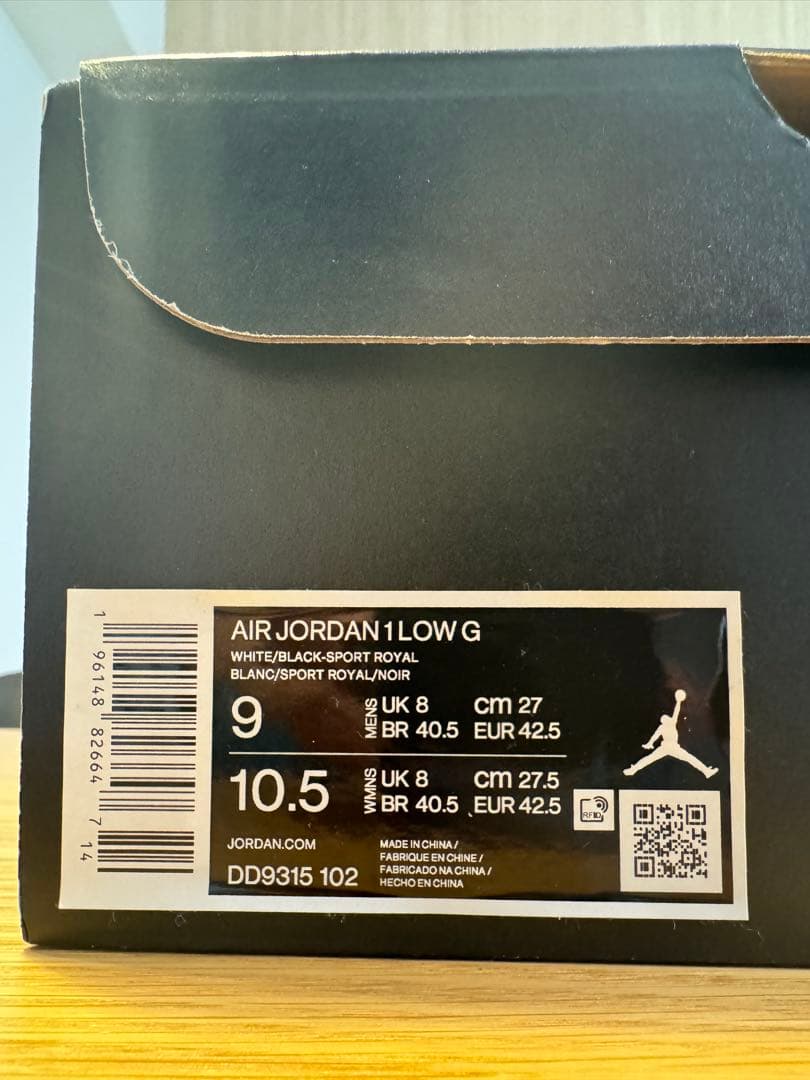 1 96148 82664 7 14
AIR JORDAN 1 LOW G
WHITE/BLACK-SPORT ROYAL
BLANC/SPORT ROYAL/NOIR
9 MENS UK 8 cm 27
BR 40.5 EUR 42.5
10.5 WMNS UK 8 cm 27.5
BR 40.5 EUR 42.5
RFID
JORDAN.COM
DD9315 102
MADE IN CHINA /
FABRIQUE EN CHINE /
FABRICADO NA CHINA /
HECHO EN CHINA